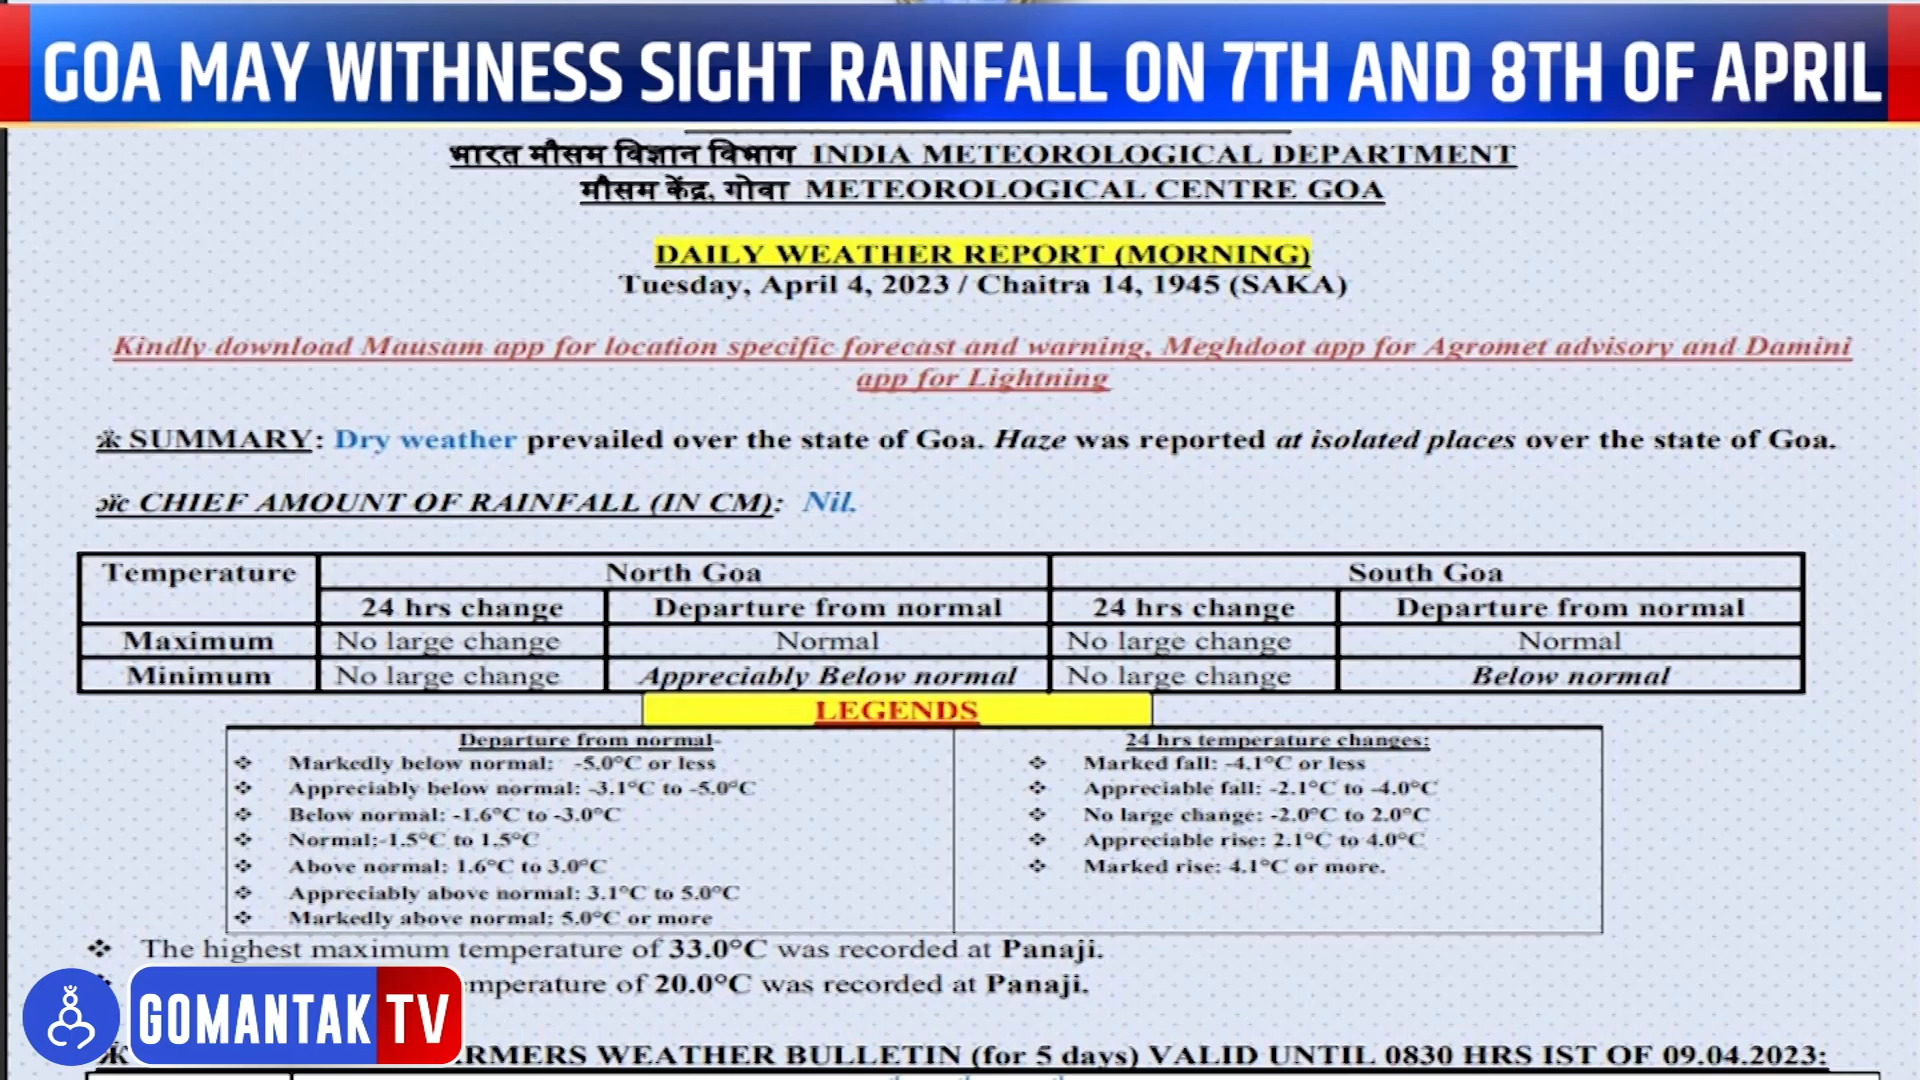 GOA MAY WITHNESS SIGHT RAINFALL ON 7TH AND 8TH OF APRIL
भारत मौसम विज्ञान विभाग INDIA METEOROLOGICAL DEPARTMENT
मौसम केंद्र, गोवा METEOROLOGICAL CENTRE GOA
DAILY WEATHER REPORT (MORNING)
Tuesday, April 4, 2023 / Chaitra 14, 1945 (SAKA)
Kindly download Mausam app for location specific forecast and warning, Meghdoot app for Agromet advisory and Damini
app for Lightning
SUMMARY: Dry weather prevailed over the state of Goa. Haze was reported at isolated places over the state of Goa.
CHIEF AMOUNT OF RAINFALL (IN CM): Nil.
Temperature North Goa South Goa
24 hrs change Departure from normal 24 hrs change Departure from normal
Maximum No large change Normal No large change Normal
Minimum No large change Appreciably Below normal No large change Below normal
LEGENDS
Departure from normal-
Markedly below normal: -5.0°C or less
Appreciably below normal: -3.1°C to -5.0°C
Below normal: -1.6°C to -3.0°C
Normal:-1.5°C to 1.5°C
Above normal: 1.6°C to 3.0°C
Appreciably above normal: 3.1°C to 5.0°C
Markedly above normal: 5.0°C or more
24 hrs temperature changes:
Marked fall: -4.1°C or less
Appreciable fall: -2.1°C to -4.0°C
No large change: -2.0°C to 2.0°C
Appreciable rise: 2.1°C to 4.0°C
Marked rise: 4.1°C or more.
The highest maximum temperature of 33.0°C was recorded at Panaji.
mperature of 20.0°C was recorded at Panaji.
GOMANTAK TV
RMERS WEATHER BULLETIN (for 5 days) VALID UNTIL 0830 HRS IST OF 09.04.2023: